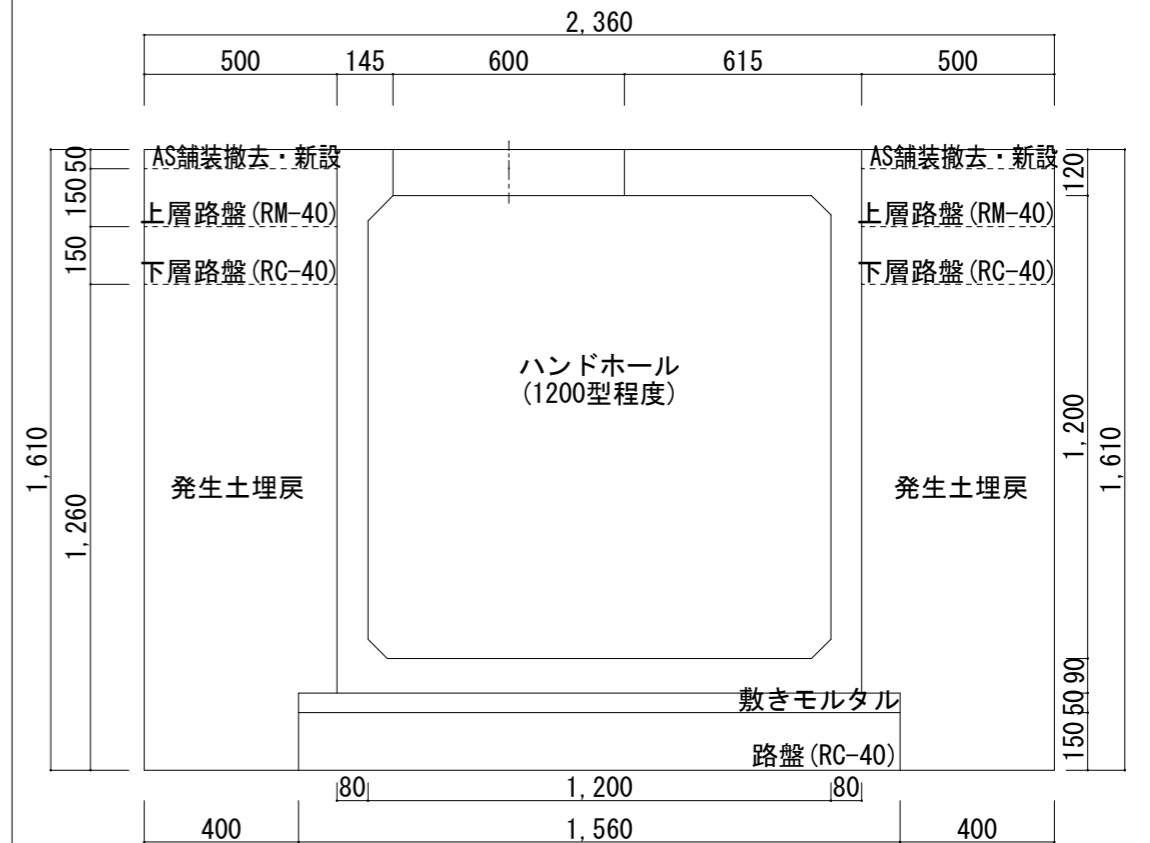 2,360
500 145 600 615 500
AS舗装撤去・新設 AS舗装撤去・新設
50 120
150
上層路盤(RM-40) 上層路盤(RM-40)
150
下層路盤(RC-40) 下層路盤(RC-40)
ハンドホール
(1200型程度)
1,610 1,200 1,610
発生土埋戻 発生土埋戻
1,260
90
敷きモルタル
50
路盤(RC-40)
150
80 1,200 80
400 1,560 400